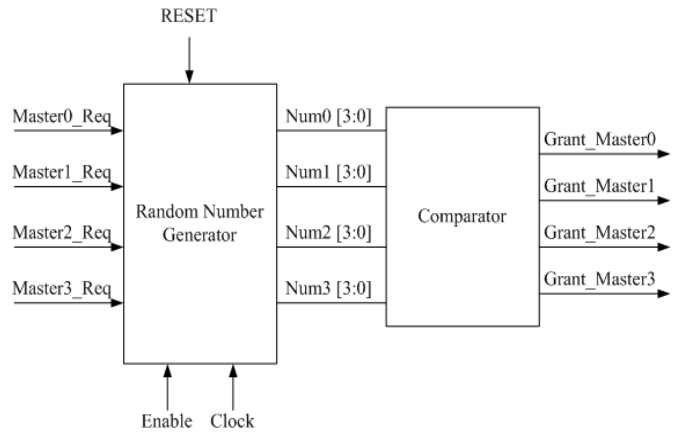 RESET
Master0_Req
Master1_Req
Master2_Req
Master3_Req
Random Number
Generator
Enable
Clock
Num0 [3:0]
Num1 [3:0]
Num2 [3:0]
Num3 [3:0]
Comparator
Grant_Master0
Grant_Master1
Grant_Master2
Grant_Master3